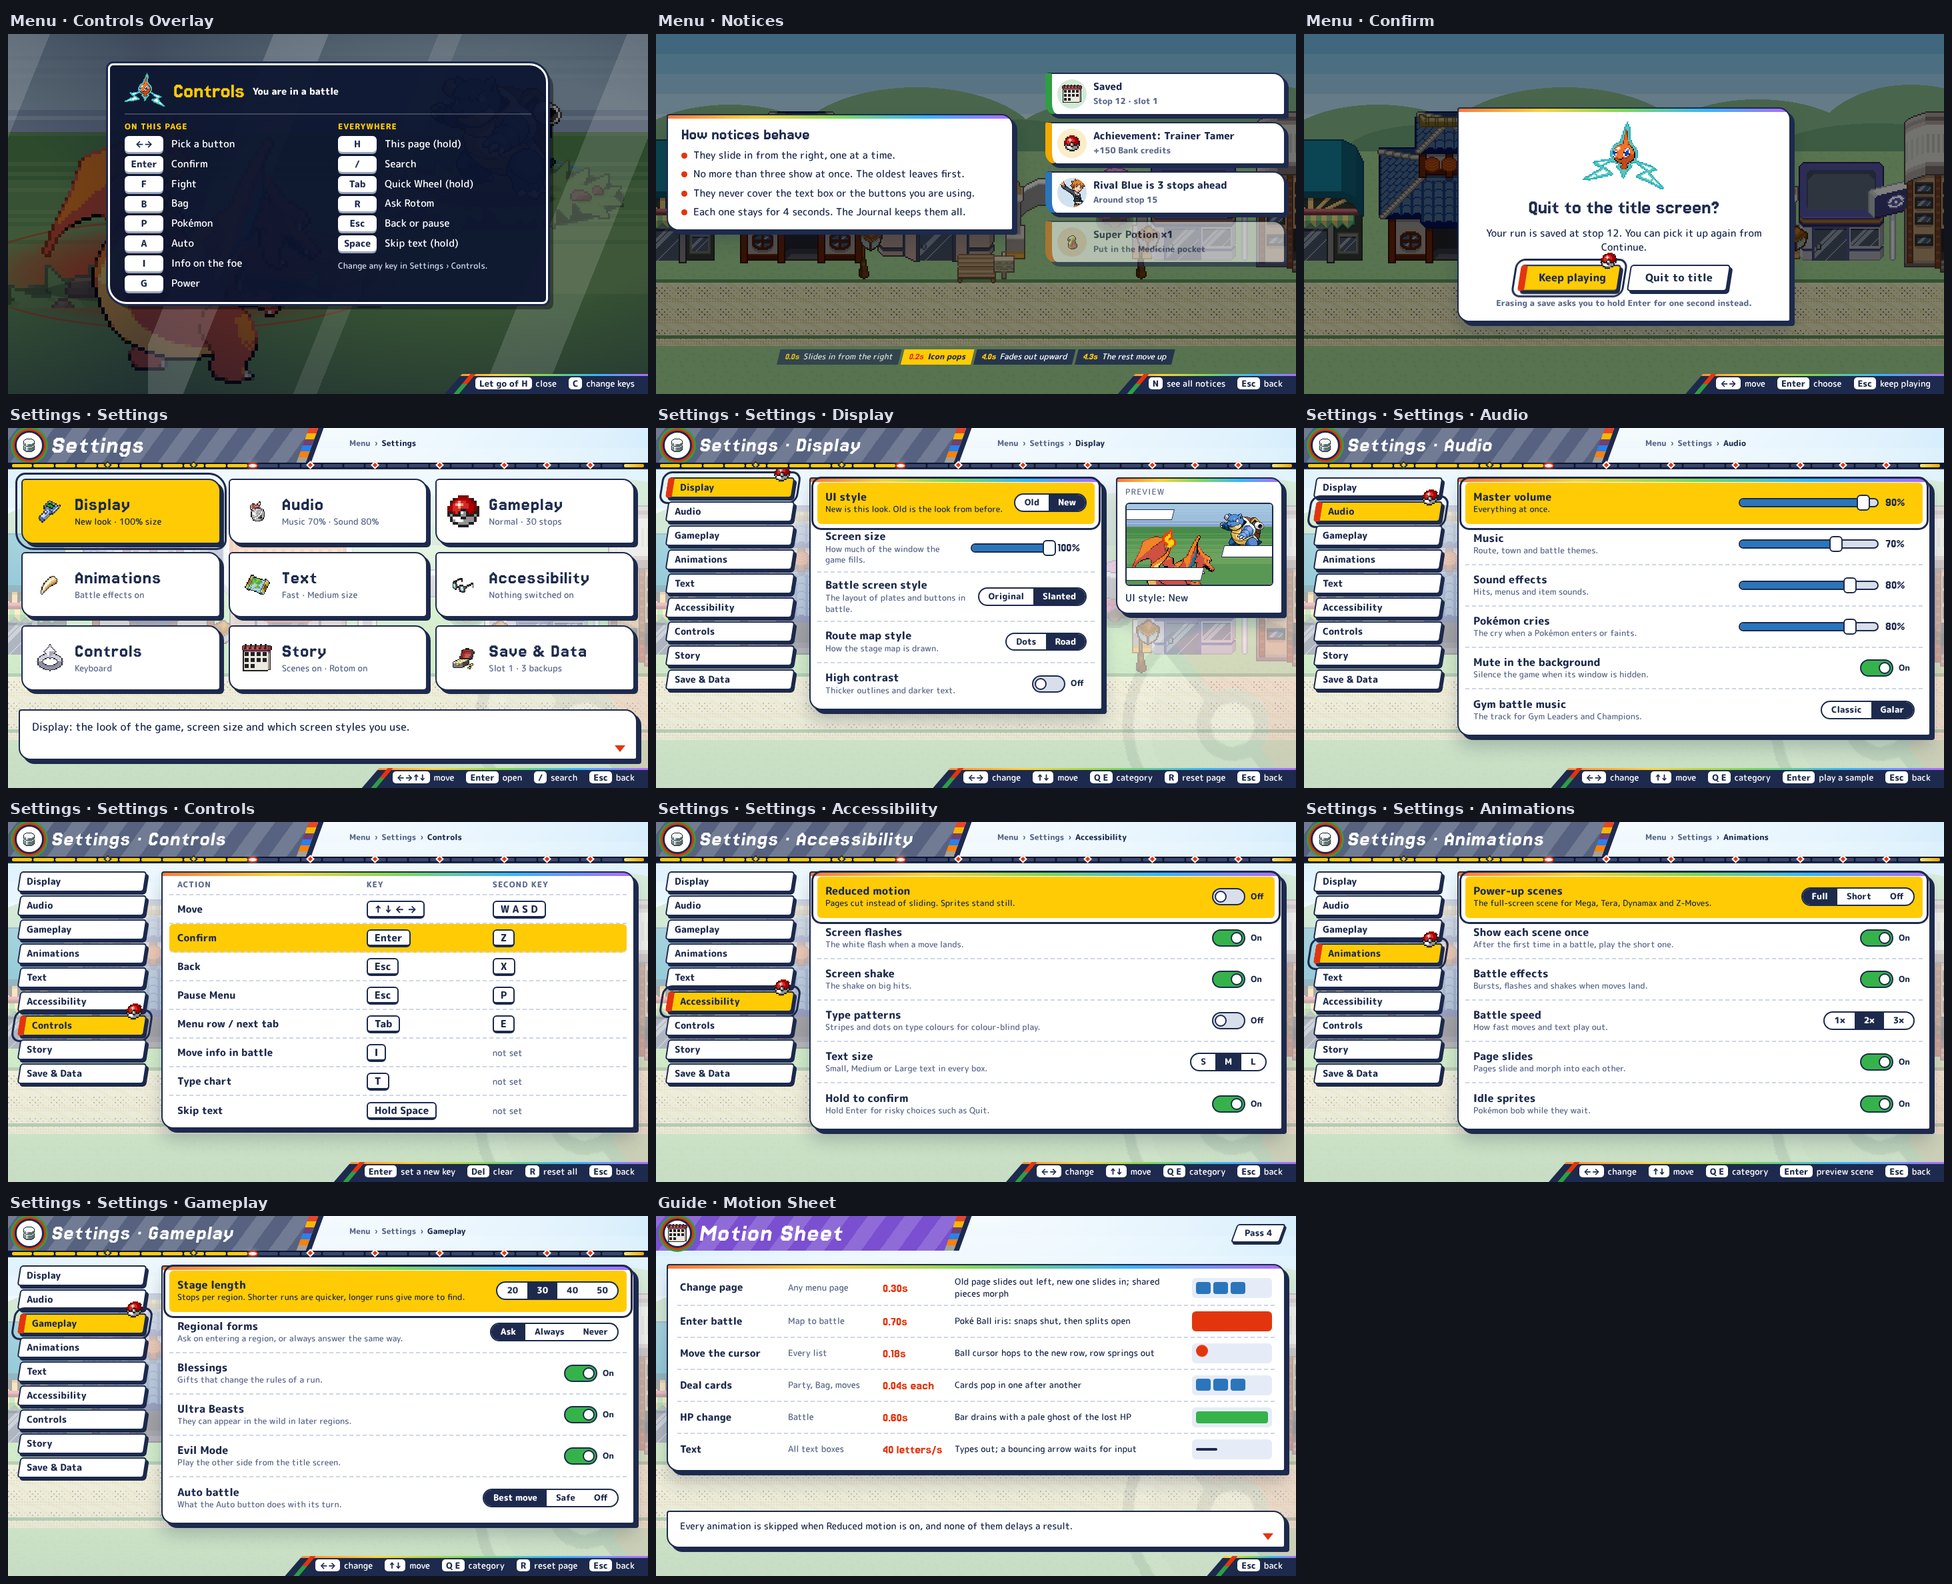 Menu · Controls Overlay
Controls You are in a battle
ON THIS PAGE
←→ Pick a button
Enter Confirm
F Fight
B Bag
P Pokémon
A Auto
I Info on the foe
G Power
EVERYWHERE
H This page (hold)
/ Search
Tab Quick Wheel (hold)
R Ask Rotom
Esc Back or pause
Space Skip text (hold)
Change any key in Settings › Controls.
Let go of H close C change keys
Menu · Notices
How notices behave
They slide in from the right, one at a time.
No more than three show at once. The oldest leaves first.
They never cover the text box or the buttons you are using.
Each one stays for 4 seconds. The Journal keeps them all.
Saved
Stop 12 · slot 1
Achievement: Trainer Tamer
+150 Bank credits
Rival Blue is 3 stops ahead
Around stop 15
Super Potion ×1
Put in the Medicine pocket
0.0s Slides in from the right 0.2s Icon pops 4.0s Fades out upward 4.3s The rest move up
N see all notices Esc back
Menu · Confirm
Quit to the title screen?
Your run is saved at stop 12. You can pick it up again from
Continue.
Keep playing Quit to title
Erasing a save asks you to hold Enter for one second instead.
←→ move Enter choose Esc keep playing
Settings · Settings
Settings
Menu › Settings
Display
New look · 100% size
Audio
Music 70% · Sound 80%
Gameplay
Normal · 30 stops
Animations
Battle effects on
Text
Fast · Medium size
Accessibility
Nothing switched on
Controls
Keyboard
Story
Scenes on · Rotom on
Save & Data
Slot 1 · 3 backups
Display: the look of the game, screen size and which screen styles you use.
←→↑↓ move Enter open / search Esc back
Settings · Settings · Display
Settings · Display
Menu › Settings › Display
Display
Audio
Gameplay
Animations
Text
Accessibility
Controls
Story
Save & Data
UI style
New is this look. Old is the look from before.
Old New
Screen size
How much of the window the
game fills.
100%
Battle screen style
The layout of plates and buttons in
battle.
Original Slanted
Route map style
How the stage map is drawn.
Dots Road
High contrast
Thicker outlines and darker text.
Off
PREVIEW
UI style: New
←→ change ↑↓ move Q E category R reset page Esc back
Settings · Settings · Audio
Settings · Audio
Menu › Settings › Audio
Display
Audio
Gameplay
Animations
Text
Accessibility
Controls
Story
Save & Data
Master volume
Everything at once.
90%
Music
Route, town and battle themes.
70%
Sound effects
Hits, menus and item sounds.
80%
Pokémon cries
The cry when a Pokémon enters or faints.
80%
Mute in the background
Silence the game when its window is hidden.
On
Gym battle music
The track for Gym Leaders and Champions.
Classic Galar
←→ change ↑↓ move Q E category Enter play a sample Esc back
Settings · Settings · Controls
Settings · Controls
Menu › Settings › Controls
Display
Audio
Gameplay
Animations
Text
Accessibility
Controls
Story
Save & Data
ACTION KEY SECOND KEY
Move ↑↓←→ W A S D
Confirm Enter Z
Back Esc X
Pause Menu Esc P
Menu row / next tab Tab E
Move info in battle I not set
Type chart T not set
Skip text Hold Space not set
Enter set a new key Del clear R reset all Esc back
Settings · Settings · Accessibility
Settings · Accessibility
Menu › Settings › Accessibility
Display
Audio
Gameplay
Animations
Text
Accessibility
Controls
Story
Save & Data
Reduced motion
Pages cut instead of sliding. Sprites stand still.
Off
Screen flashes
The white flash when a move lands.
On
Screen shake
The shake on big hits.
On
Type patterns
Stripes and dots on type colours for colour-blind play.
Off
Text size
Small, Medium or Large text in every box.
S M L
Hold to confirm
Hold Enter for risky choices such as Quit.
On
←→ change ↑↓ move Q E category Esc back
Settings · Settings · Animations
Settings · Animations
Menu › Settings › Animations
Display
Audio
Gameplay
Animations
Text
Accessibility
Controls
Story
Save & Data
Power-up scenes
The full-screen scene for Mega, Tera, Dynamax and Z-Moves.
Full Short Off
Show each scene once
After the first time in a battle, play the short one.
On
Battle effects
Bursts, flashes and shakes when moves land.
On
Battle speed
How fast moves and text play out.
1× 2× 3×
Page slides
Pages slide and morph into each other.
On
Idle sprites
Pokémon bob while they wait.
On
←→ change ↑↓ move Q E category Enter preview scene Esc back
Settings · Settings · Gameplay
Settings · Gameplay
Menu › Settings › Gameplay
Display
Audio
Gameplay
Animations
Text
Accessibility
Controls
Story
Save & Data
Stage length
Stops per region. Shorter runs are quicker, longer runs give more to find.
20 30 40 50
Regional forms
Ask on entering a region, or always answer the same way.
Ask Always Never
Blessings
Gifts that change the rules of a run.
On
Ultra Beasts
They can appear in the wild in later regions.
On
Evil Mode
Play the other side from the title screen.
On
Auto battle
What the Auto button does with its turn.
Best move Safe Off
←→ change ↑↓ move Q E category R reset page Esc back
Guide · Motion Sheet
Motion Sheet
Pass 4
Change page Any menu page 0.30s Old page slides out left, new one slides in; shared
pieces morph
Enter battle Map to battle 0.70s Poké Ball iris: snaps shut, then splits open
Move the cursor Every list 0.18s Ball cursor hops to the new row, row springs out
Deal cards Party, Bag, moves 0.04s each Cards pop in one after another
HP change Battle 0.60s Bar drains with a pale ghost of the lost HP
Text All text boxes 40 letters/s Types out; a bouncing arrow waits for input
Every animation is skipped when Reduced motion is on, and none of them delays a result.
Esc back